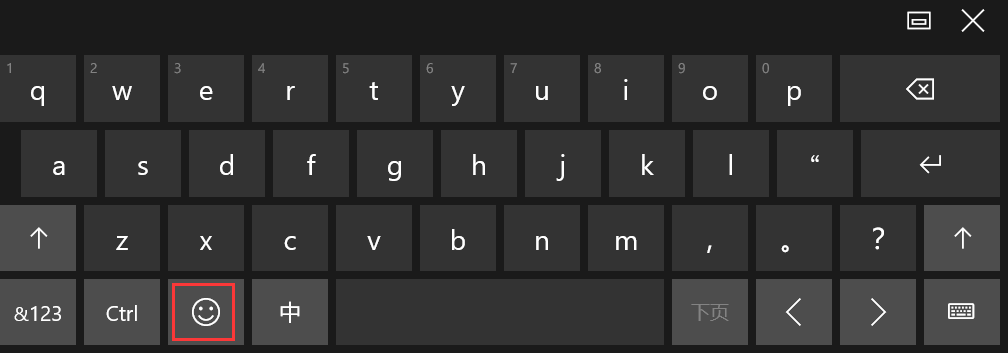 1 2 3 4 5 6 7 8 9 0
q w e r t y u i o p
a s d f g h j k l “
z x c v b n m , 。 ?
&123 Ctrl 中 下页